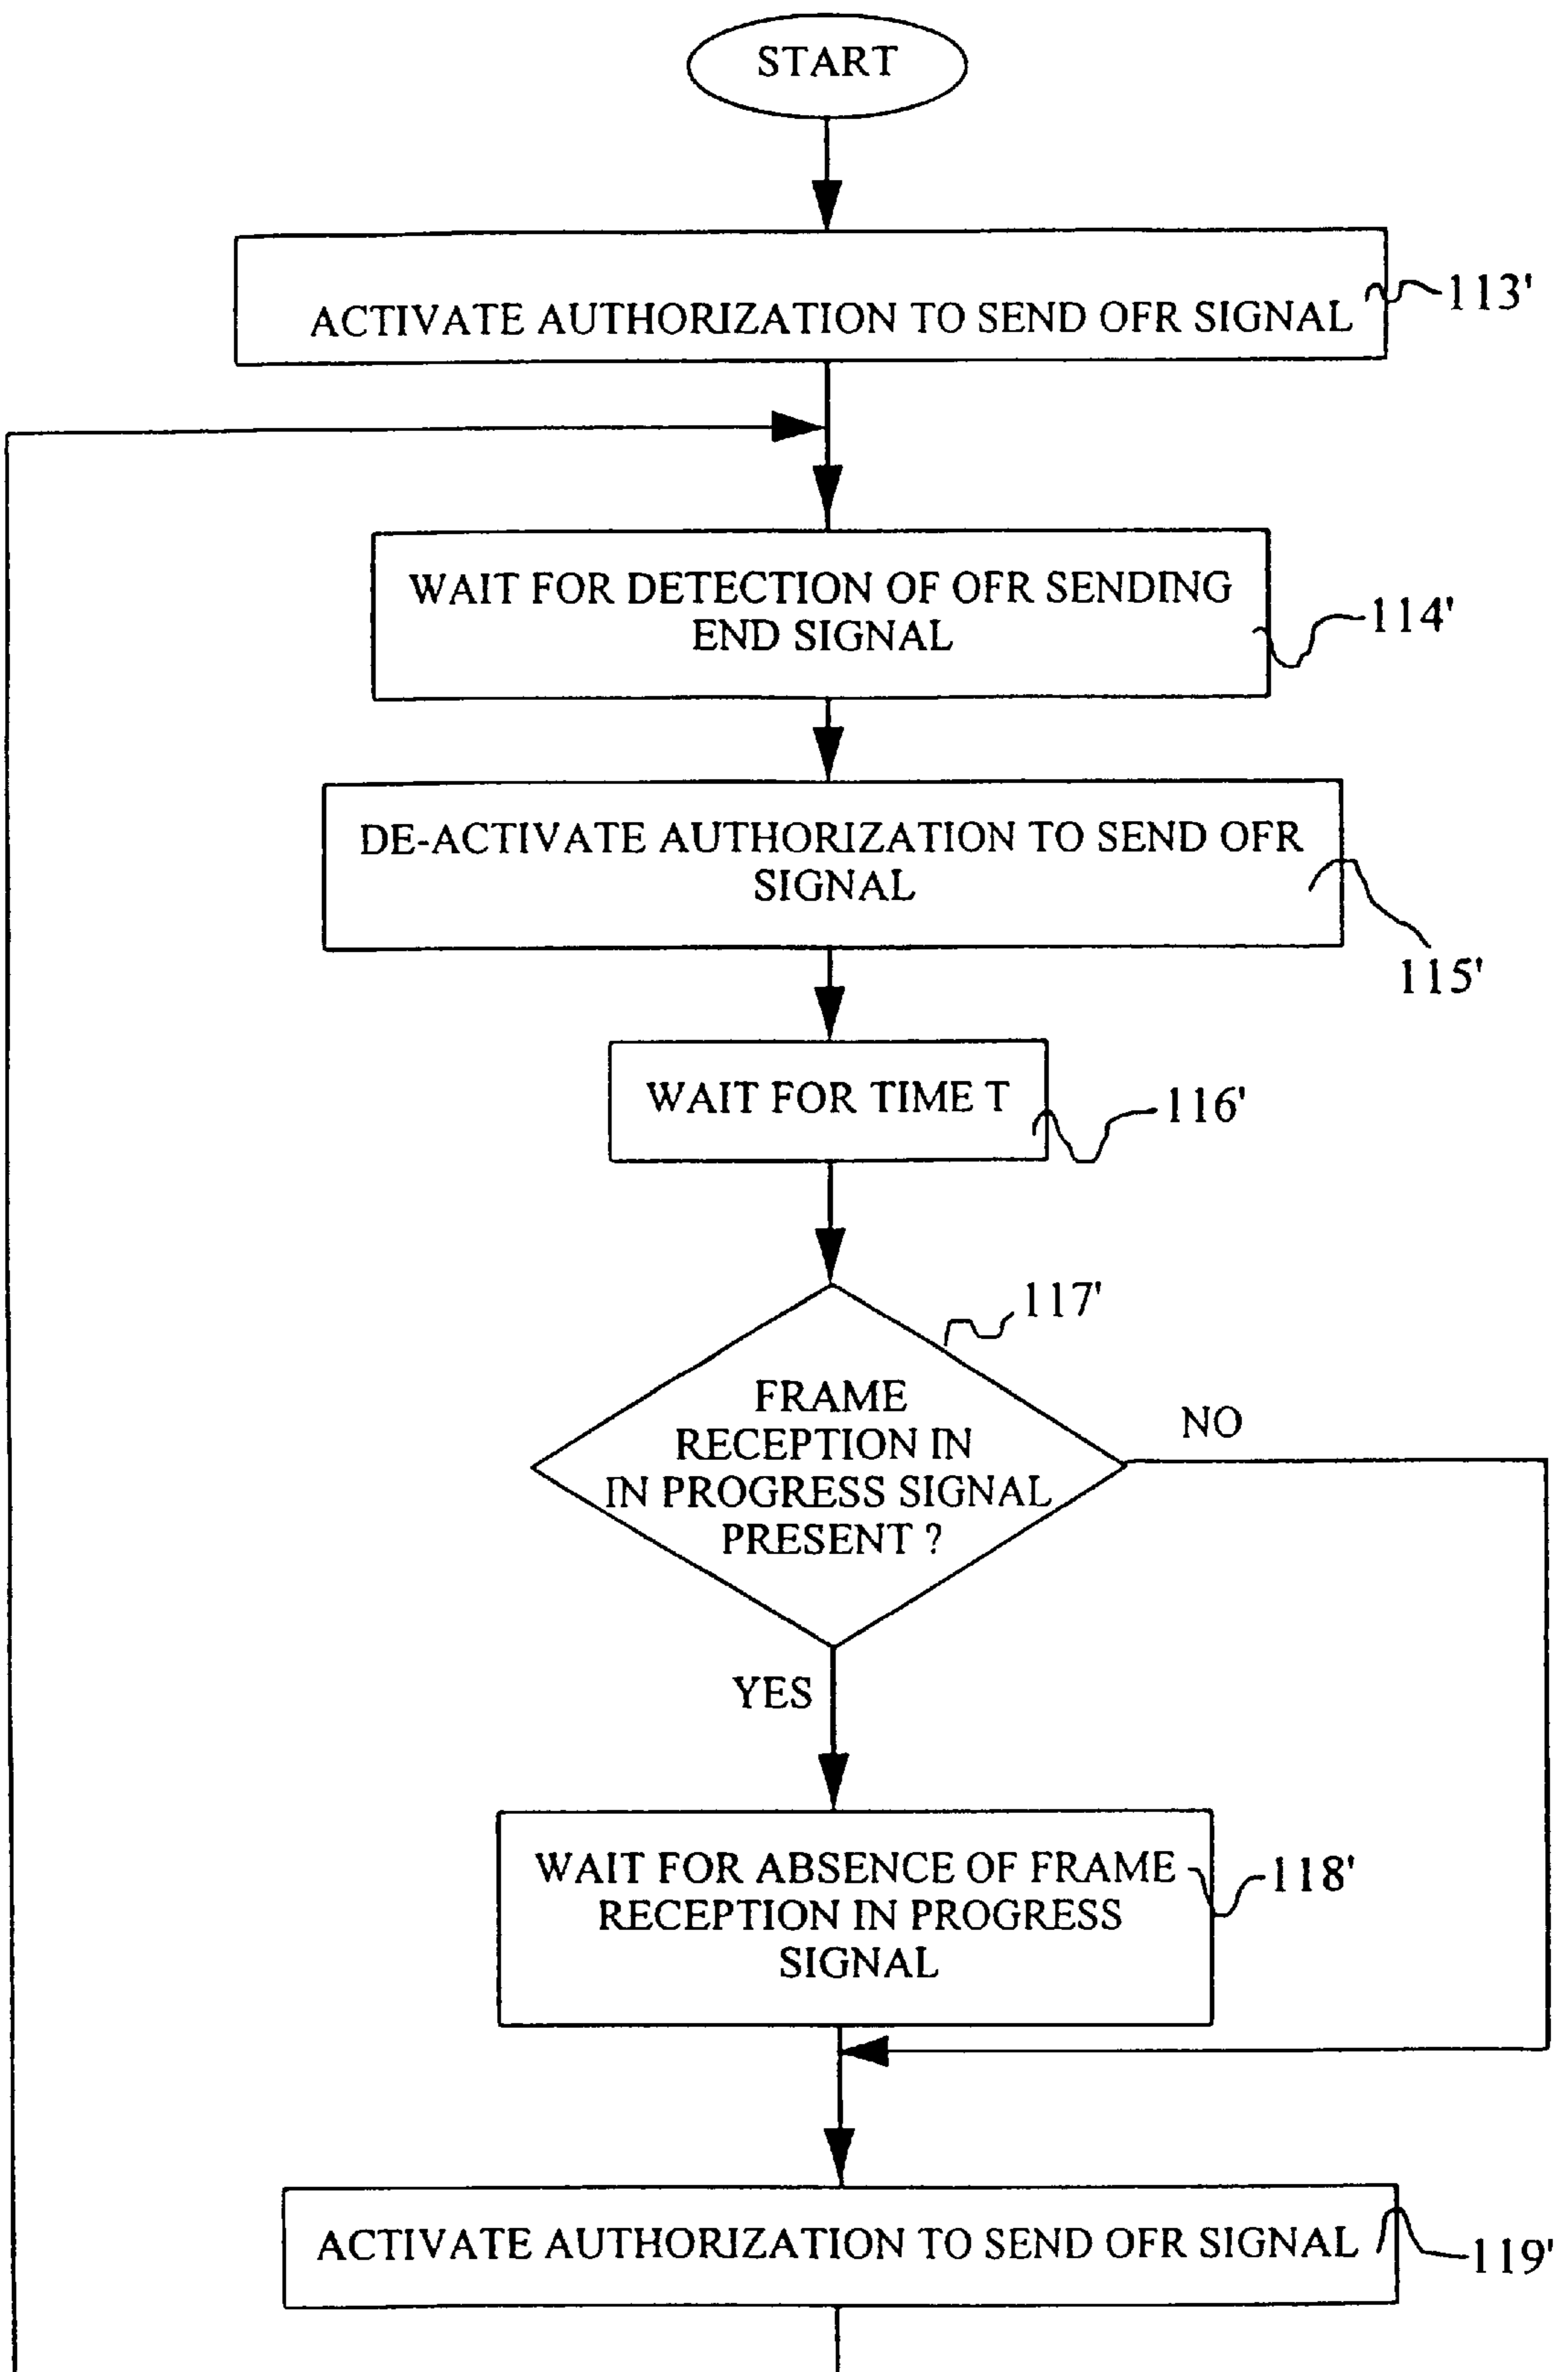 START
ACTIVATE AUTHORIZATION TO SEND OFR SIGNAL
113'
WAIT FOR DETECTION OF OFR SENDING
END SIGNAL
114'
DE-ACTIVATE AUTHORIZATION TO SEND OFR
SIGNAL
115'
WAIT FOR TIME T
116'
117'
FRAME
RECEPTION IN
IN PROGRESS SIGNAL
PRESENT ?
NO
YES
WAIT FOR ABSENCE OF FRAME
RECEPTION IN PROGRESS
SIGNAL
118'
ACTIVATE AUTHORIZATION TO SEND OFR SIGNAL
119'